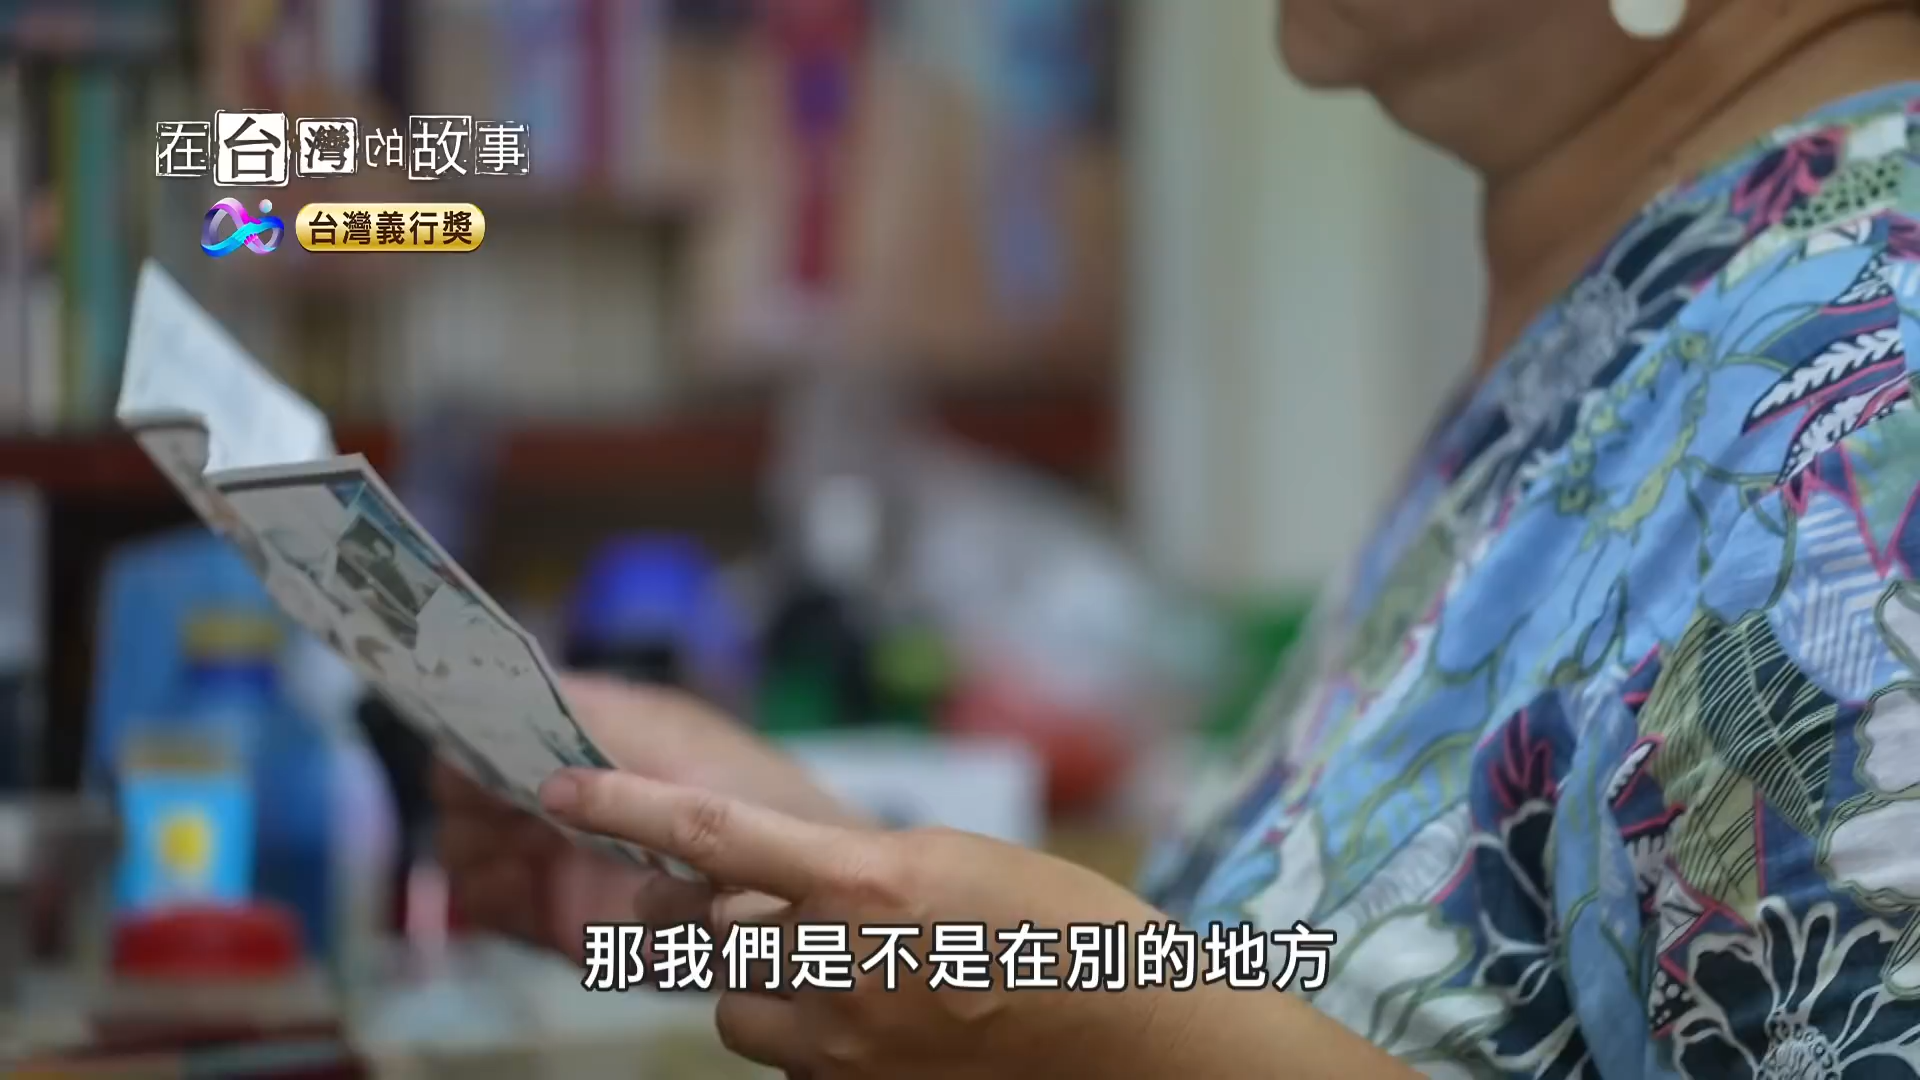 在台灣的故事
台灣義行獎
那我們是不是在別的地方